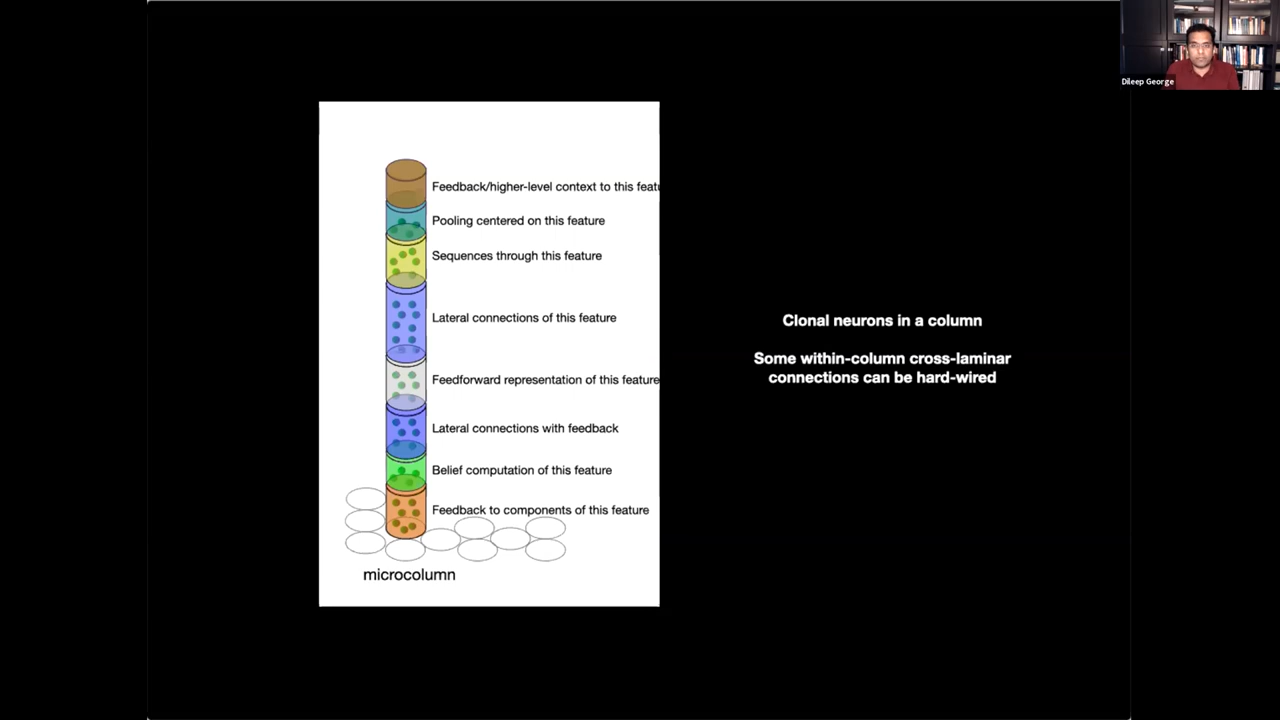 Dileep George
Feedback/higher-level context to this featu
Pooling centered on this feature
Sequences through this feature
Lateral connections of this feature
Feedforward representation of this feature
Lateral connections with feedback
Belief computation of this feature
Feedback to components of this feature
microcolumn
Clonal neurons in a column
Some within-column cross-laminar
connections can be hard-wired